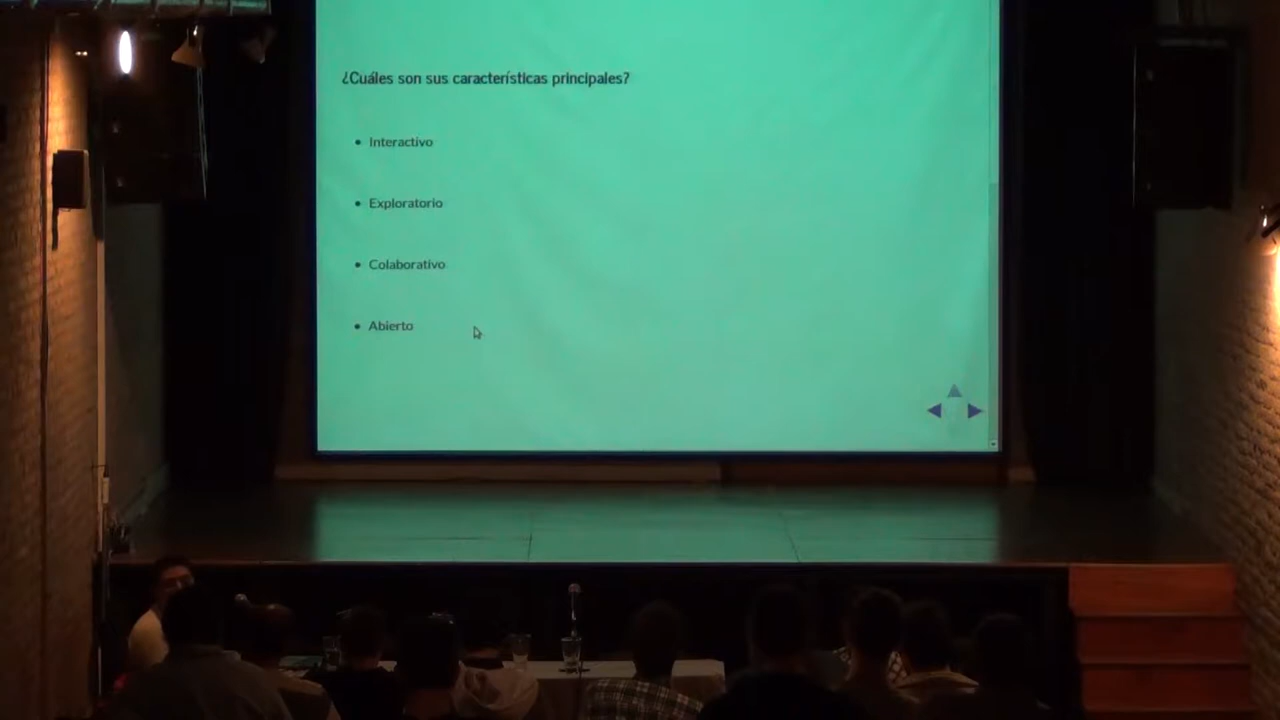 ¿Cuáles son sus características principales?
• Interactivo
• Exploratorio
• Colaborativo
• Abierto